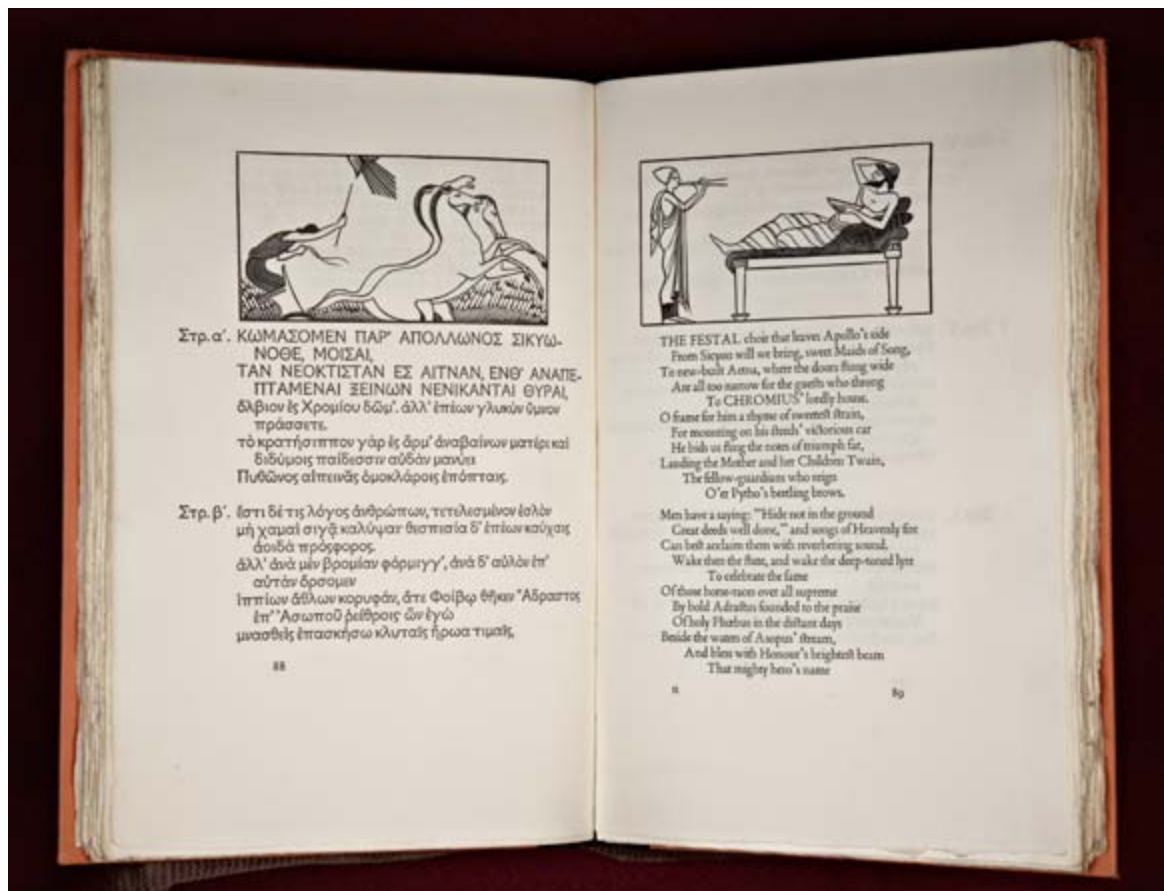 Στρ. α'. ΚΩΜΑΣΟΜΕΝ ΠΑΡ' ΑΠΟΛΛΩΝΟΣ ΣΙΚΥΩ-
ΝΟΘΕ, ΜΟΙΣΑΙ,
ΤΑΝ ΝΕΟΚΤΙΣΤΑΝ ΕΣ ΑΙΤΝΑΝ, ΕΝΘ' ΑΝΑΠΕ-
ΠΤΑΜΕΝΑΙ ΞΕΙΝΩΝ ΝΕΝΙΚΑΝΤΑΙ ΘΥΡΑΙ,
ὄλβιον ἐς Χρομίου δῶμ'. ἀλλ' ἐπέων γλυκὺν ὕμνον
πράσσετε.
τὸ κρατήσιππον γὰρ ἐς ἅρμ' ἀναβαίνων ματέρι καὶ
διδύμοις παίδεσσιν αὐδὰν μανύει
Πυθῶνος αἰπεινᾶς ὁμοκλάροις ἐπόπταις.
Στρ. β'. ἔστι δέ τις λόγος ἀνθρώπων, τετελεσμένον ἐσλὸν
μὴ χαμαὶ σιγᾷ καλύψαι· θεσπεσία δ' ἐπέων καύχαις
ἀοιδὰ πρόσφορος.
ἀλλ' ἀνὰ μὲν βρομίαν φόρμιγγ', ἀνὰ δ' αὐλὸν ἐπ'
αὐτὰν ὄρσομεν
ἱππίων ἄθλων κορυφάν, ἅτε Φοίβῳ θῆκεν Ἄδραστος
ἐπ' Ἀσωποῦ ῥεέθροις· ὧν ἐγὼ
μνασθεὶς ἐπασκήσω κλυταῖς ἥρωα τιμαῖς,
88
THE FESTAL choir that leaves Apollo's side
From Sicyon will we bring, sweet Maids of Song,
To new-built Aetna, where the doors flung wide
Are all too narrow for the guests who throng
To CHROMIUS' lordly house.
O frame for him a rhyme of sweetest strain,
For mounting on his steeds' victorious car
He bids us fling the notes of triumph far,
Lauding the Mother and her Children Twain,
The fellow-guardians who reign
O'er Pytho's beetling brows.
Men have a saying: "Hide not in the ground
Great deeds well done," and songs of Heavenly fire
Can best acclaim them with reverbering sound.
Wake then the flute, and wake the deep-toned lyre
To celebrate the fame
Of those horse-races over all supreme
By bold Adrastus founded to the praise
Of holy Phœbus in the distant days
Beside the waters of Asopus' stream,
And bless with Honour's brightest beam
That mighty hero's name
89